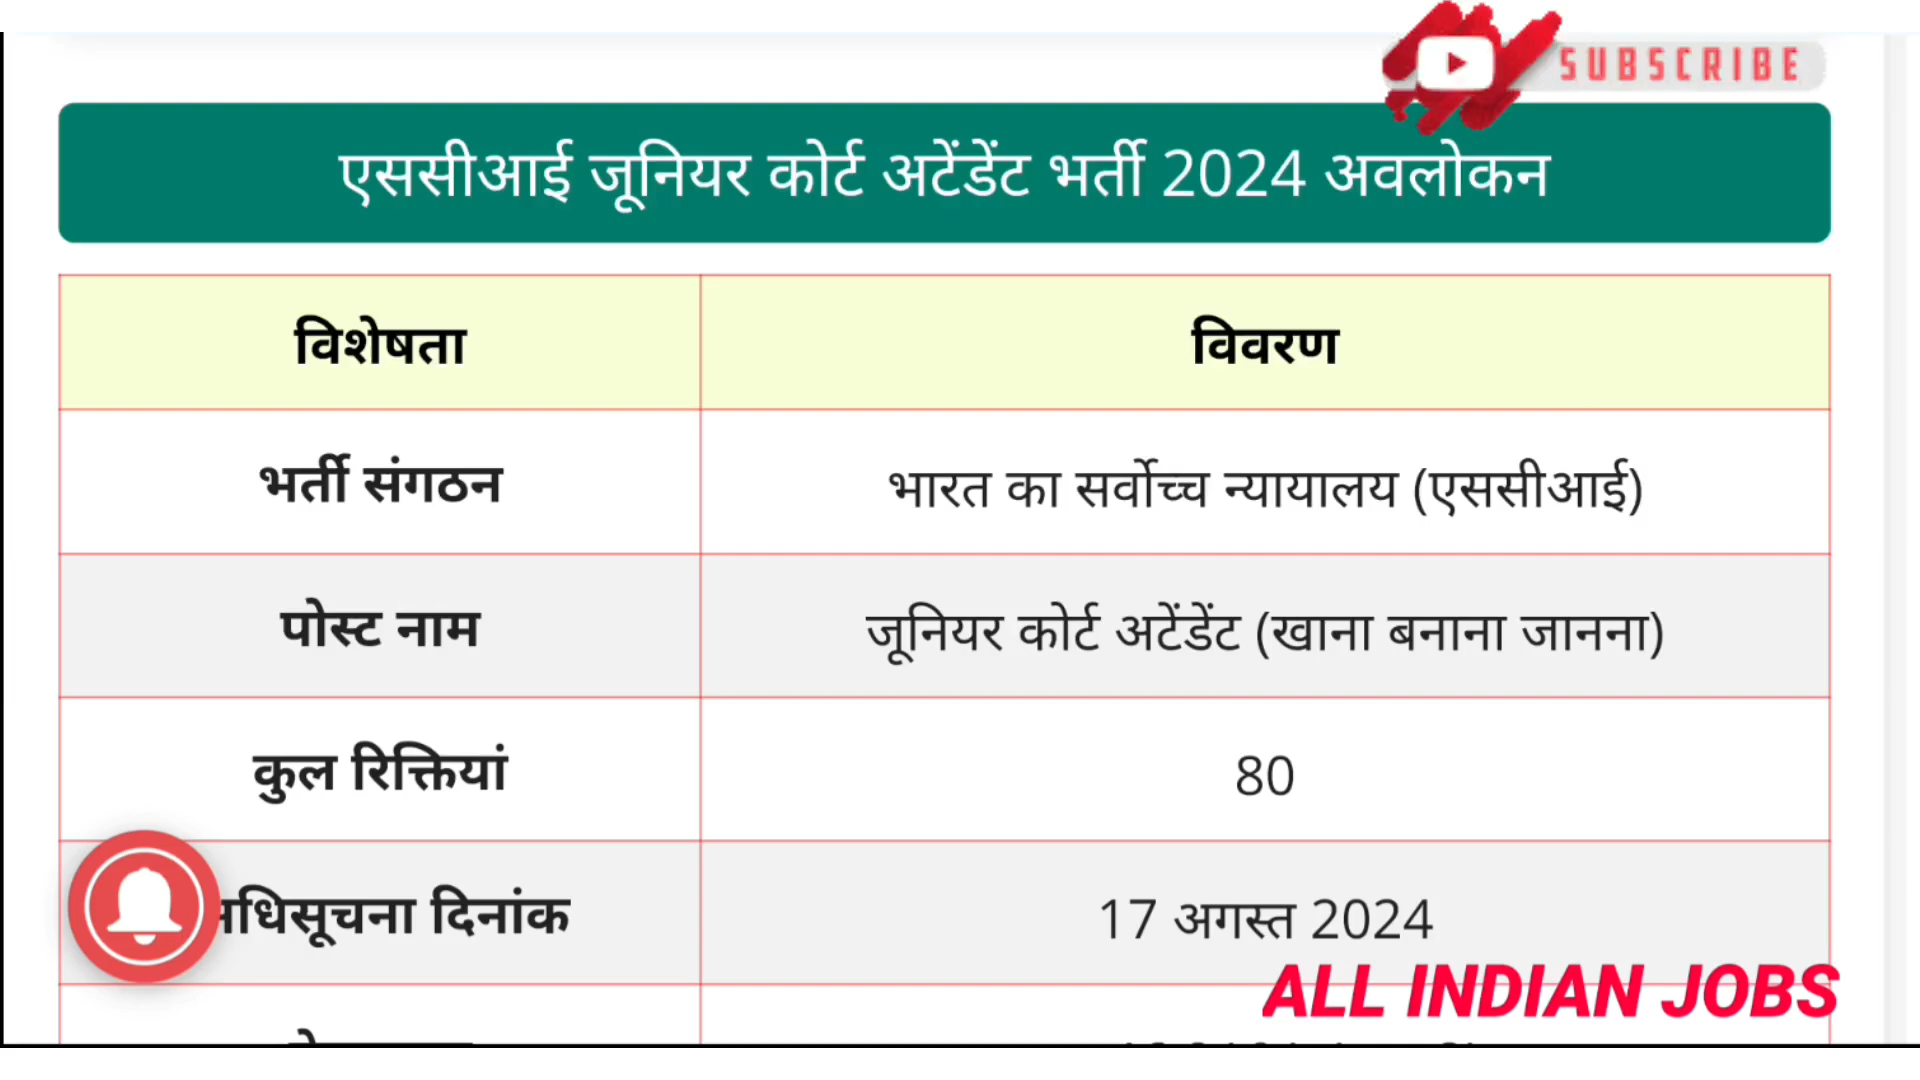 SUBSCRIBE
एससीआई जूनियर कोर्ट अटेंडेंट भर्ती 2024 अवलोकन
विशेषता विवरण
भर्ती संगठन भारत का सर्वोच्च न्यायालय (एससीआई)
पोस्ट नाम जूनियर कोर्ट अटेंडेंट (खाना बनाना जानना)
कुल रिक्तियां 80
दिनांक 17 अगस्त 2024
ALL INDIAN JOBS